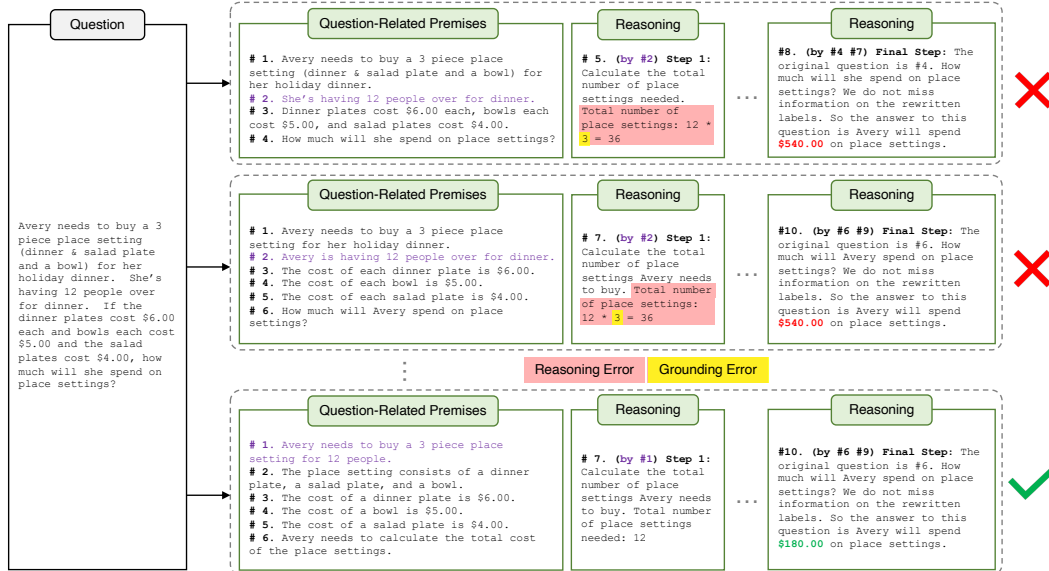 Question
Avery needs to buy a 3
piece place setting
(dinner & salad plate
and a bowl) for her
holiday dinner. She's
having 12 people over
for dinner. If the
dinner plates cost $6.00
each and bowls each cost
$5.00 and the salad
plates cost $4.00, how
much will she spend on
place settings?
Question-Related Premises
# 1. Avery needs to buy a 3 piece place
setting (dinner & salad plate and a bowl) for
her holiday dinner.
# 2. She's having 12 people over for dinner.
# 3. Dinner plates cost $6.00 each, bowls each
cost $5.00, and salad plates cost $4.00.
# 4. How much will she spend on place settings?
Reasoning
# 5. (by #2) Step 1:
Calculate the total
number of place
settings needed.
Total number of
place settings: 12 *
3 = 36
...
Reasoning
#8. (by #4 #7) Final Step: The
original question is #4. How
much will she spend on place
settings? We do not miss
information on the rewritten
labels. So the answer to this
question is Avery will spend
$540.00 on place settings.
Question-Related Premises
# 1. Avery needs to buy a 3 piece place
setting for her holiday dinner.
# 2. Avery is having 12 people over for dinner.
# 3. The cost of each dinner plate is $6.00.
# 4. The cost of each bowl is $5.00.
# 5. The cost of each salad plate is $4.00.
# 6. How much will Avery spend on place
settings?
Reasoning
# 7. (by #2) Step 1:
Calculate the total
number of place
settings Avery needs
to buy. Total number
of place settings:
12 * 3 = 36
...
Reasoning
#10. (by #6 #9) Final Step: The
original question is #6. How
much will Avery spend on place
settings? We do not miss
information on the rewritten
labels. So the answer to this
question is Avery will spend
$540.00 on place settings.
Reasoning Error
Grounding Error
Question-Related Premises
# 1. Avery needs to buy a 3 piece place
setting for 12 people.
# 2. The place setting consists of a dinner
plate, a salad plate, and a bowl.
# 3. The cost of a dinner plate is $6.00.
# 4. The cost of a bowl is $5.00.
# 5. The cost of a salad plate is $4.00.
# 6. Avery needs to calculate the total cost
of the place settings.
Reasoning
# 7. (by #1) Step 1:
Calculate the total
number of place
settings Avery needs
to buy. Total number
of place settings
needed: 12
...
Reasoning
#10. (by #6 #9) Final Step: The
original question is #6. How
much will Avery spend on place
settings? We do not miss
information on the rewritten
labels. So the answer to this
question is Avery will spend
$180.00 on place settings.